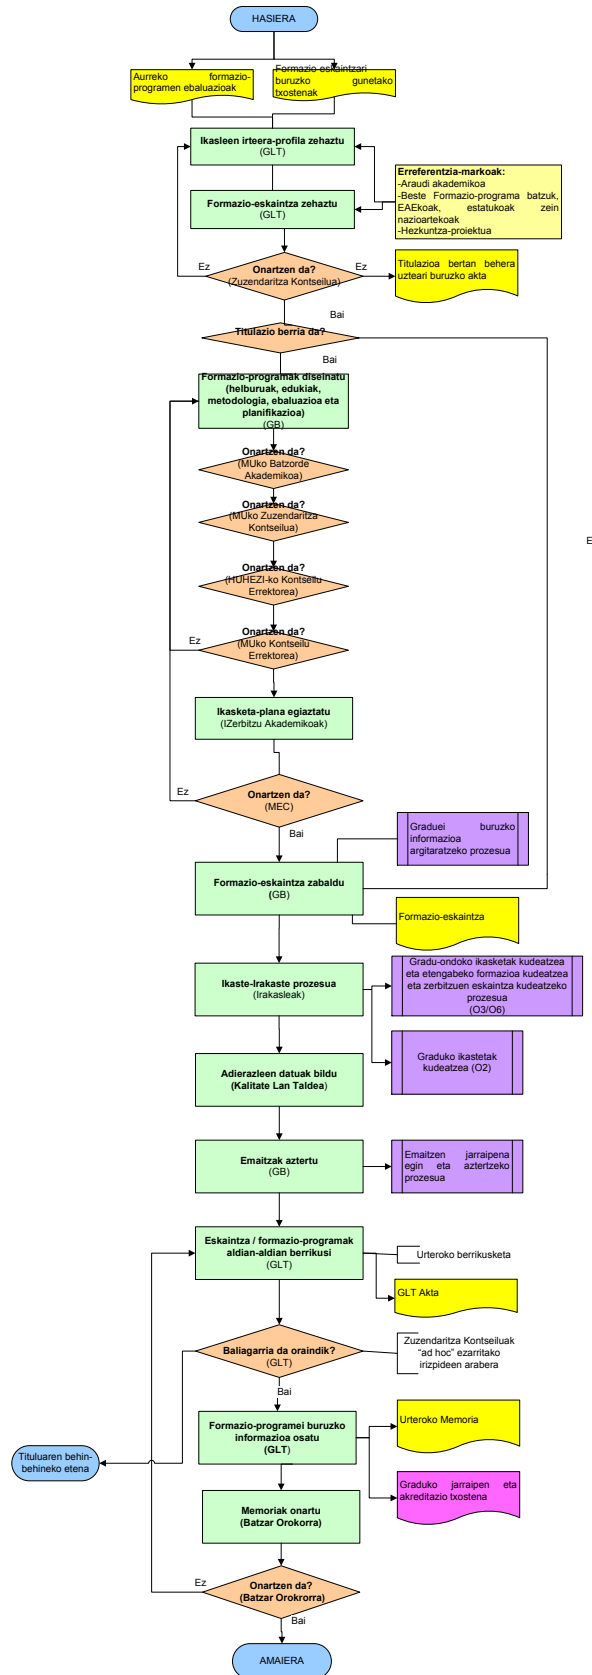 HASIERA
Aurreko formazio-
programen ebaluazioak
Formazio-eskaintzari
buruzko gunetako
txostenak
Ikasleen irteera-profila zehaztu
(GLT)
Erreferentzia-markoak:
-Araudi akademikoa
-Beste Formazio-programa batzuk,
EAEkoak, estatukoak zein
nazioartekoak
-Hezkuntza-proiektua
Formazio-eskaintza zehaztu
(GLT)
Ez
Onartzen da?
(Zuzendaritza Kontseilua)
Ez
Titulazioa bertan behera
uzteari buruzko akta
Bai
Titulazio berria da?
Bai
Formazio-programak diseinatu
(helburuak, edukiak,
metodologia, ebaluazioa eta
planifikazioa)
(GB)
Onartzen da?
(MUko Batzorde
Akademikoa)
Onartzen da?
(MUko Zuzendaritza
Kontseilua)
E
Onartzen da?
(HUHEZI-ko Kontseilu
Errektorea)
Ez
Onartzen da?
(MUko Kontseilu
Errektorea)
Ikasketa-plana egiaztatu
(IZerbitzu Akademikoak)
Ez
Onartzen da?
(MEC)
Bai
Graduei buruzko
informazioa
argitaratzeko prozesua
Formazio-eskaintza zabaldu
(GB)
Formazio-eskaintza
Ikaste-Irakaste prozesua
(Irakasleak)
Gradu-ondoko ikasketak kudeatzea
eta etengabeko formazioa kudeatzea
eta zerbitzuen eskaintza kudeatzeko
prozesua
(O3/O6)
Graduko ikastetak
kudeatzea (O2)
Adierazleen datuak bildu
(Kalitate Lan Taldea)
Emaitzak aztertu
(GB)
Emaitzen jarraipena
egin eta aztertzeko
prozesua
Eskaintza / formazio-programak
aldian-aldian berrikusi
(GLT)
Urteroko berrikusketa
GLT Akta
Baliagarria da oraindik?
(GLT)
Zuzendaritza Kontseiluak
“ad hoc” ezarritako
irizpideen arabera
Bai
Formazio-programei buruzko
informazioa osatu
(GLT)
Urteroko Memoria
Tituluaren behin-
behineko etena
Graduko jarraipen eta
akreditazio txostena
Memoriak onartu
(Batzar Orokorra)
Ez
Onartzen da?
(Batzar Orokrorra)
Bai
AMAIERA